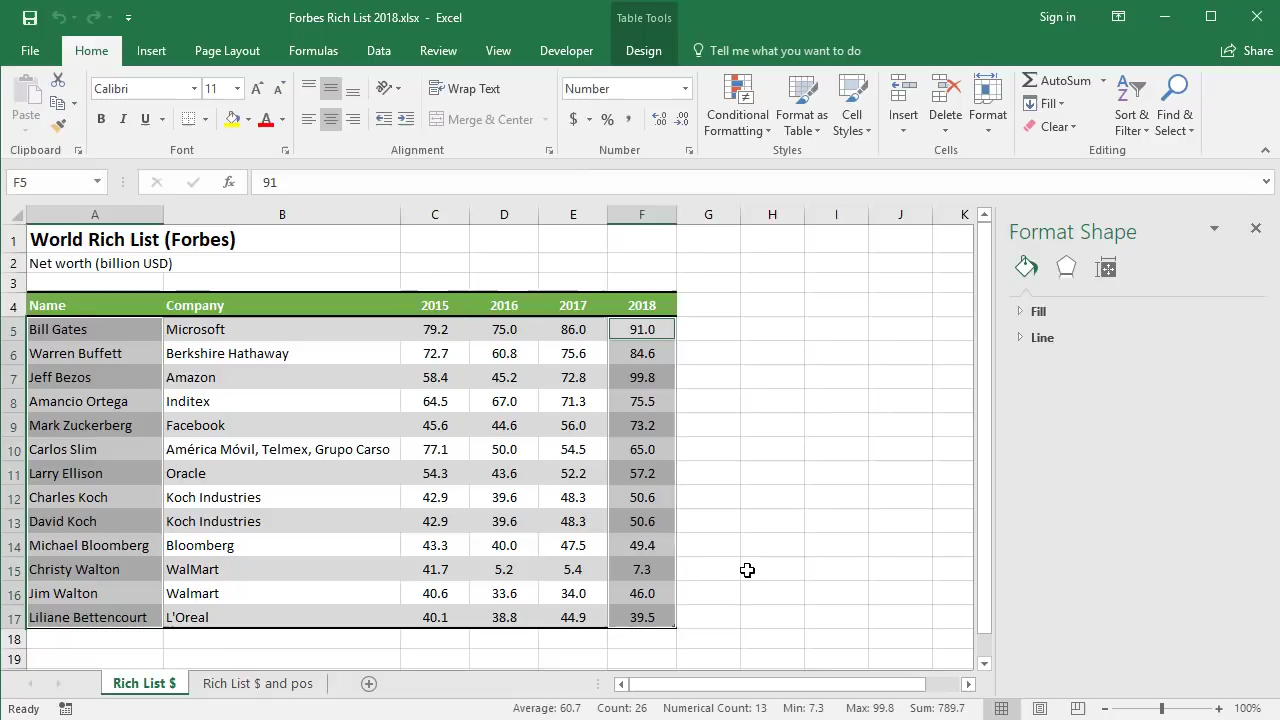 Forbes Rich List 2018.xlsx - Excel
Table Tools
Sign in
File Home Insert Page Layout Formulas Data Review View Developer Design Tell me what you want to do Share
Paste
Calibri 11
B I U A
Wrap Text
Merge & Center
Number
$ %
Conditional Formatting
Format as Table
Cell Styles
Insert
Delete
Format
AutoSum
Fill
Clear
Sort & Filter
Find & Select
Clipboard Font Alignment Number Styles Cells Editing
F5 fx 91
A B C D E F G H I J K
1 World Rich List (Forbes)
2 Net worth (billion USD)
3
4 Name Company 2015 2016 2017 2018
5 Bill Gates Microsoft 79.2 75.0 86.0 91.0
6 Warren Buffett Berkshire Hathaway 72.7 60.8 75.6 84.6
7 Jeff Bezos Amazon 58.4 45.2 72.8 99.8
8 Amancio Ortega Inditex 64.5 67.0 71.3 75.5
9 Mark Zuckerberg Facebook 45.6 44.6 56.0 73.2
10 Carlos Slim América Móvil, Telmex, Grupo Carso 77.1 50.0 54.5 65.0
11 Larry Ellison Oracle 54.3 43.6 52.2 57.2
12 Charles Koch Koch Industries 42.9 39.6 48.3 50.6
13 David Koch Koch Industries 42.9 39.6 48.3 50.6
14 Michael Bloomberg Bloomberg 43.3 40.0 47.5 49.4
15 Christy Walton WalMart 41.7 5.2 5.4 7.3
16 Jim Walton Walmart 40.6 33.6 34.0 46.0
17 Liliane Bettencourt L'Oreal 40.1 38.8 44.9 39.5
18
19
Format Shape
Fill
Line
Rich List $ Rich List $ and pos
Ready Average: 60.7 Count: 26 Numerical Count: 13 Min: 7.3 Max: 99.8 Sum: 789.7 100%